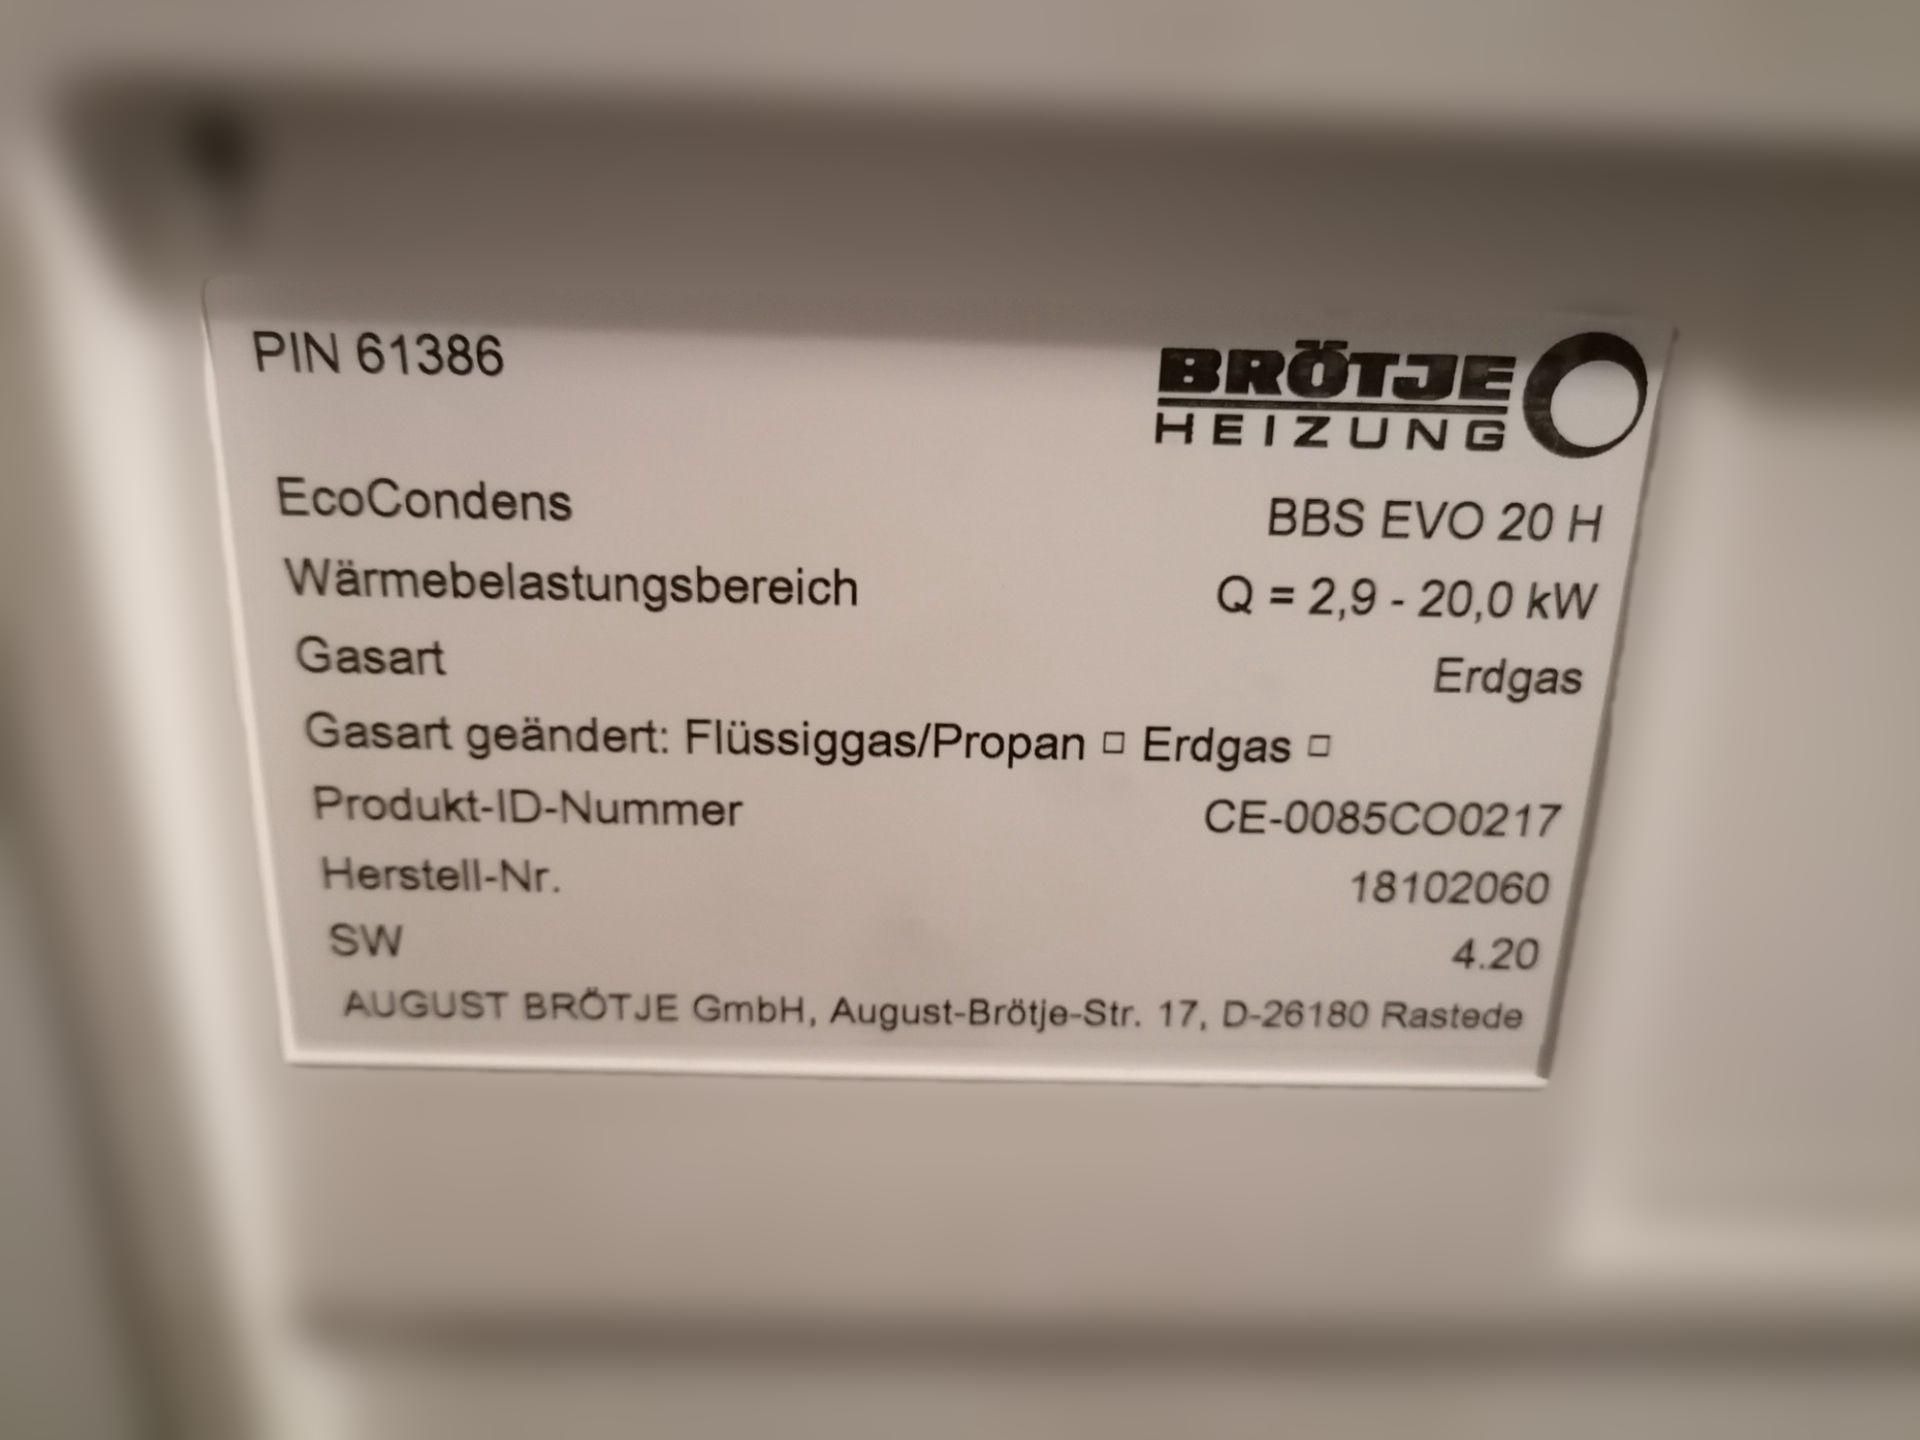 PIN 61386
BRÖTJE
HEIZUNG
EcoCondens BBS EVO 20 H
Wärmebelastungsbereich Q = 2,9 - 20,0 kW
Gasart Erdgas
Gasart geändert: Flüssiggas/Propan □ Erdgas □
Produkt-ID-Nummer CE-0085CO0217
Herstell-Nr. 18102060
SW 4.20
AUGUST BRÖTJE GmbH, August-Brötje-Str. 17, D-26180 Rastede